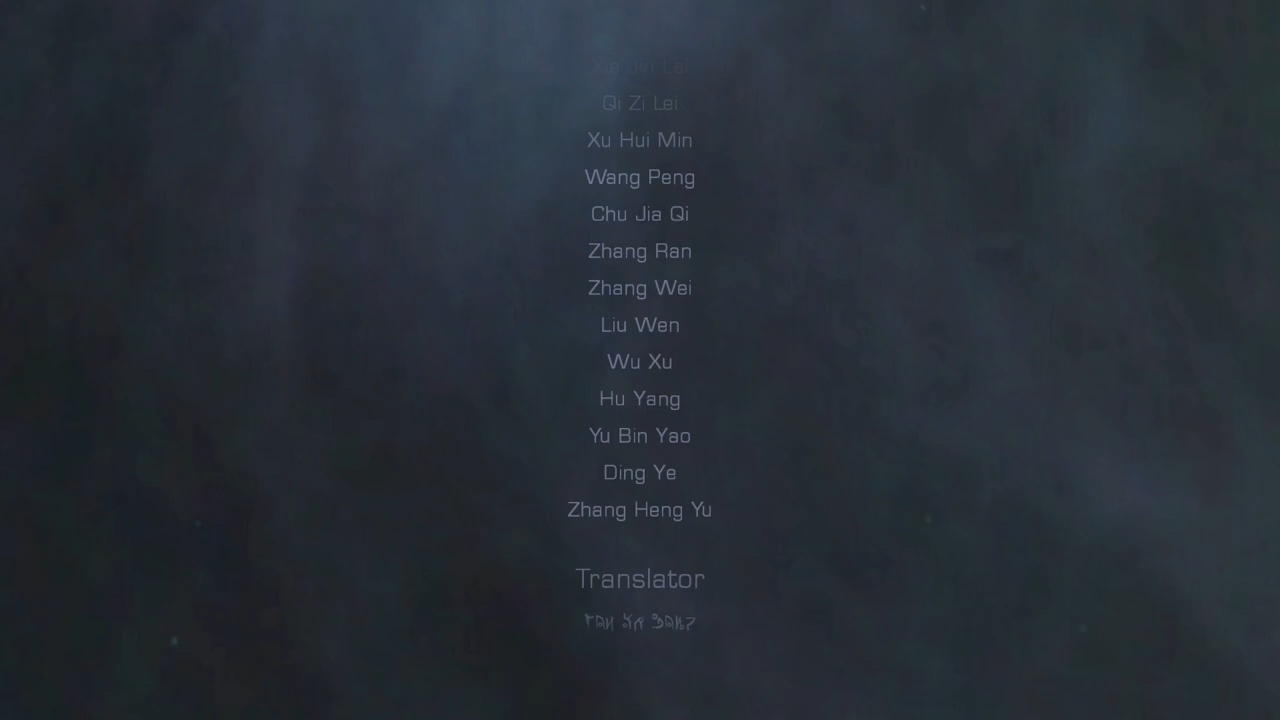 Qi Zi Lei
Xu Hui Min
Wang Peng
Chu Jia Qi
Zhang Ran
Zhang Wei
Liu Wen
Wu Xu
Hu Yang
Yu Bin Yao
Ding Ye
Zhang Heng Yu
Translator